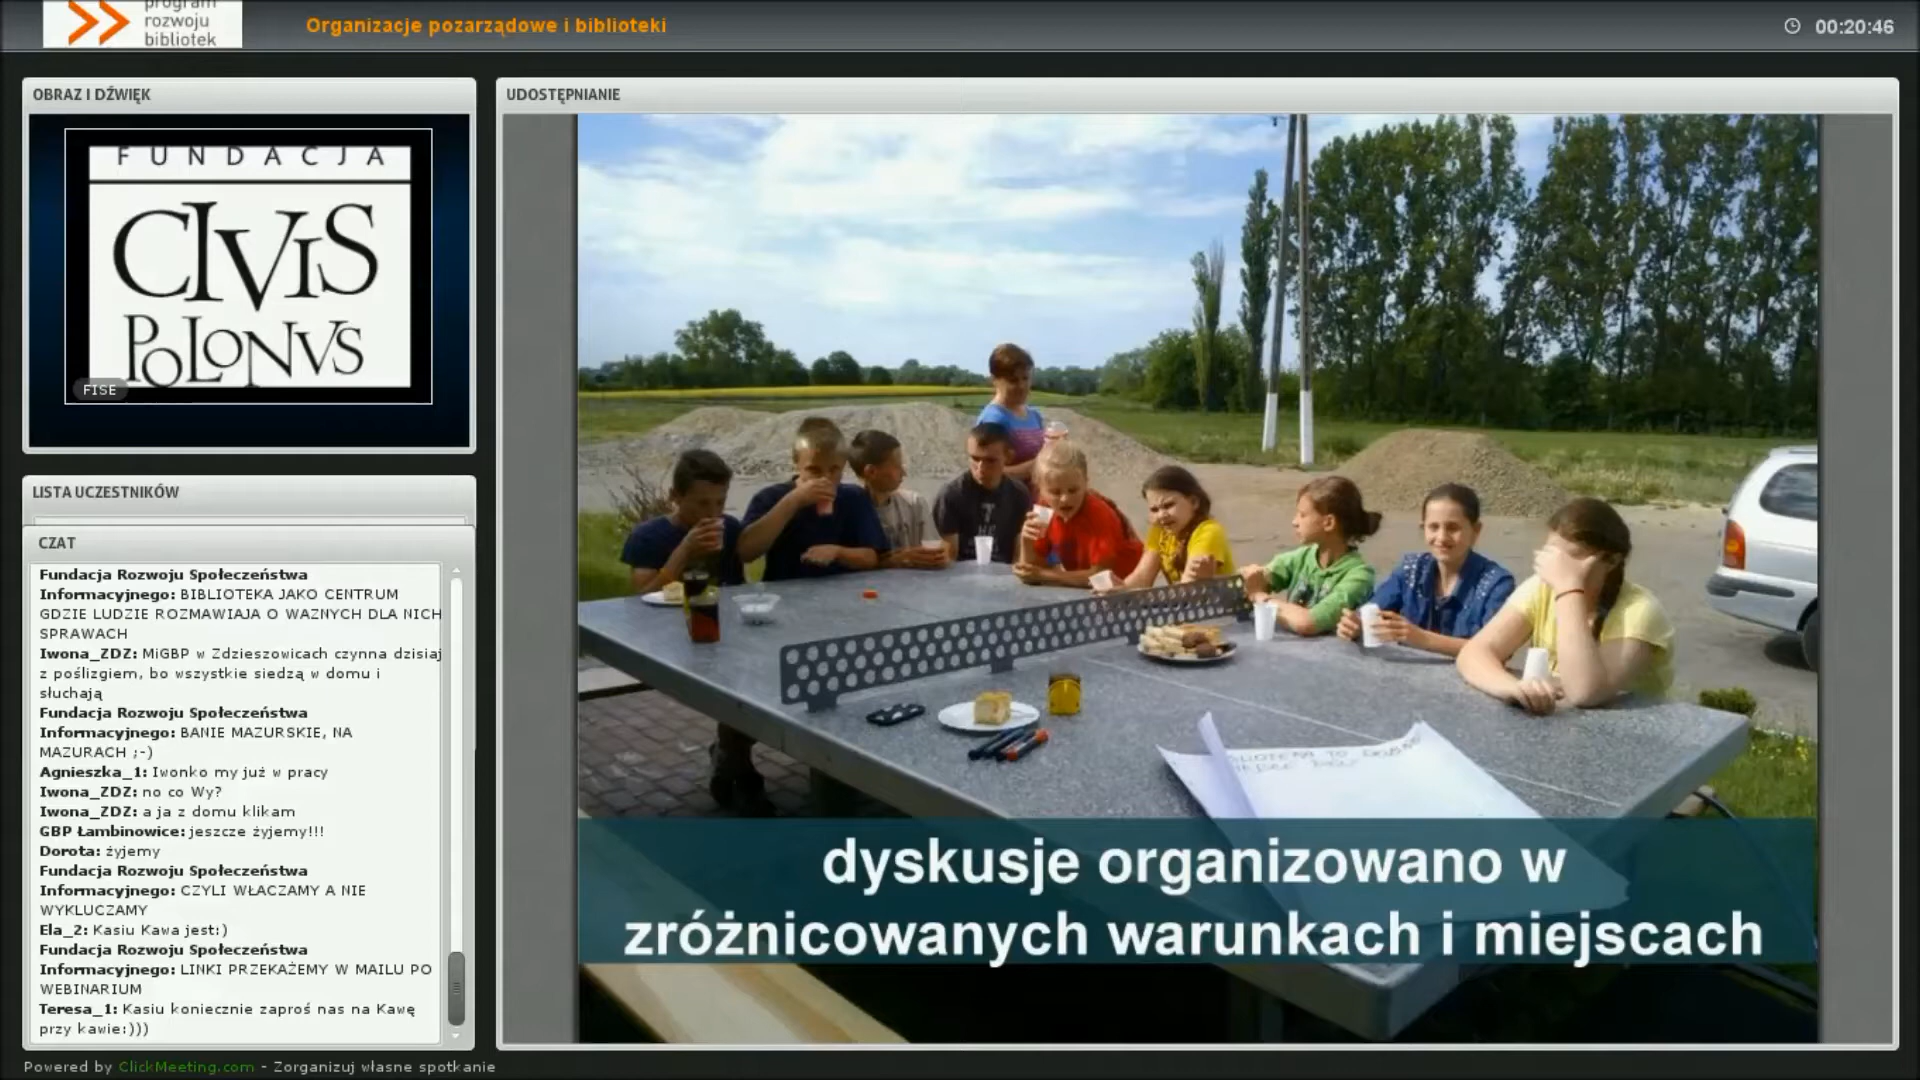 program
rozwoju
bibliotek
Organizacje pozarządowe i biblioteki
00:20:46
OBRAZ I DŹWIĘK
FUNDACJA
CIVIS
POLONVS
FISE
LISTA UCZESTNIKÓW
CZAT
Fundacja Rozwoju Społeczeństwa
Informacyjnego: BIBLIOTEKA JAKO CENTRUM
GDZIE LUDZIE ROZMAWIAJA O WAZNYCH DLA NICH
SPRAWACH
Iwona_ZDZ: MiGBP w Zdzieszowicach czynna dzisiaj
z poślizgiem, bo wszystkie siedzą w domu i
słuchają
Fundacja Rozwoju Społeczeństwa
Informacyjnego: BANIE MAZURSKIE, NA
MAZURACH ;-)
Agnieszka_1: Iwonko my już w pracy
Iwona_ZDZ: no co Wy?
Iwona_ZDZ: a ja z domu klikam
GBP Łambinowice: jeszcze żyjemy!!!
Dorota: żyjemy
Fundacja Rozwoju Społeczeństwa
Informacyjnego: CZYLI WŁACZAMY A NIE
WYKLUCZAMY
Ela_2: Kasiu Kawa jest:)
Fundacja Rozwoju Społeczeństwa
Informacyjnego: LINKI PRZEKAŻEMY W MAILU PO
WEBINARIUM
Teresa_1: Kasiu koniecznie zaproś nas na Kawę
przy kawie:)))
UDOSTĘPNIANIE
dyskusje organizowano w
zróżnicowanych warunkach i miejscach
Powered by ClickMeeting.com - Zorganizuj własne spotkanie